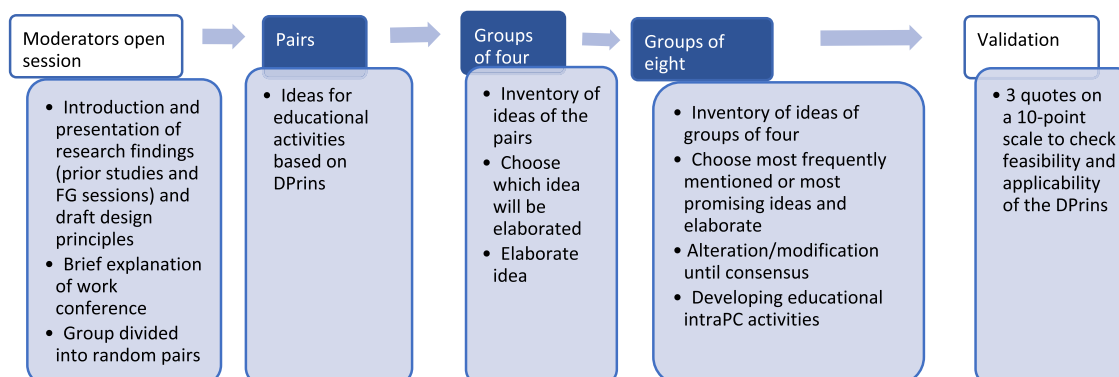 Moderators open
session
• Introduction and
presentation of
research findings
(prior studies and
FG sessions) and
draft design
principles
• Brief explanation
of work
conference
• Group divided
into random pairs
Pairs
• Ideas for
educational
activities
based on
DPrins
Groups
of four
• Inventory of
ideas of the
pairs
• Choose
which idea
will be
elaborated
• Elaborate
idea
Groups of
eight
• Inventory of ideas of
groups of four
• Choose most frequently
mentioned or most
promising ideas and
elaborate
• Alteration/modification
until consensus
• Developing educational
intraPC activities
Validation
• 3 quotes on
a 10-point
scale to check
feasibility and
applicability
of the DPrins